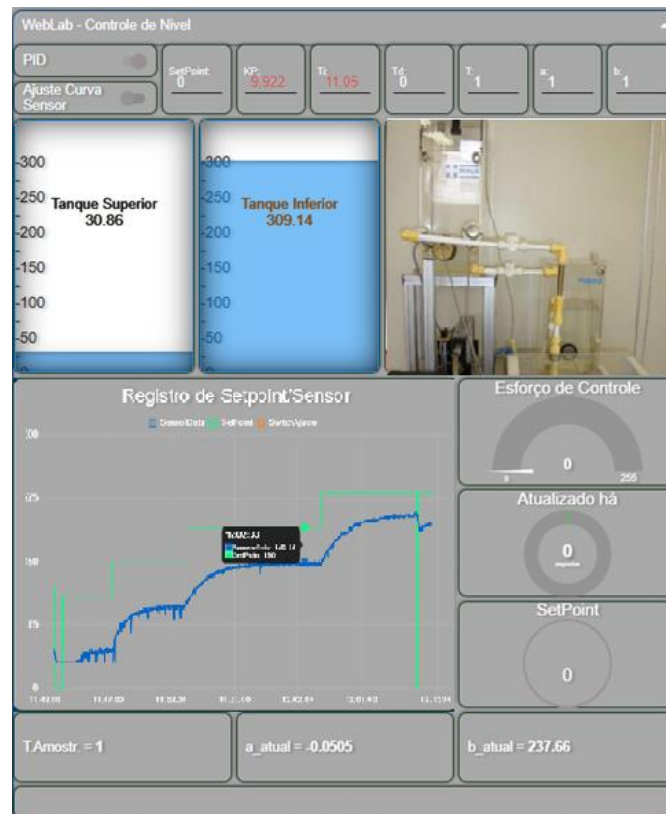 WebLab - Controle de Nivel
PID
Ajuste Curva
Sensor
SetPoint:
0
KP:
9,922
Ti:
11,05
Td:
0
T:
1
a:
1
b:
1
300
250
200
150
100
50
Tanque Superior
30.86
300
250
200
150
100
50
Tanque Inferior
309.14
Registro de Setpoint/Sensor
SetPoint
Esforço de Controle
0
0
255
Atualizado há
0
SetPoint
0
T.Amostr. = 1
a_atual = -0.0505
b_atual = 237.66